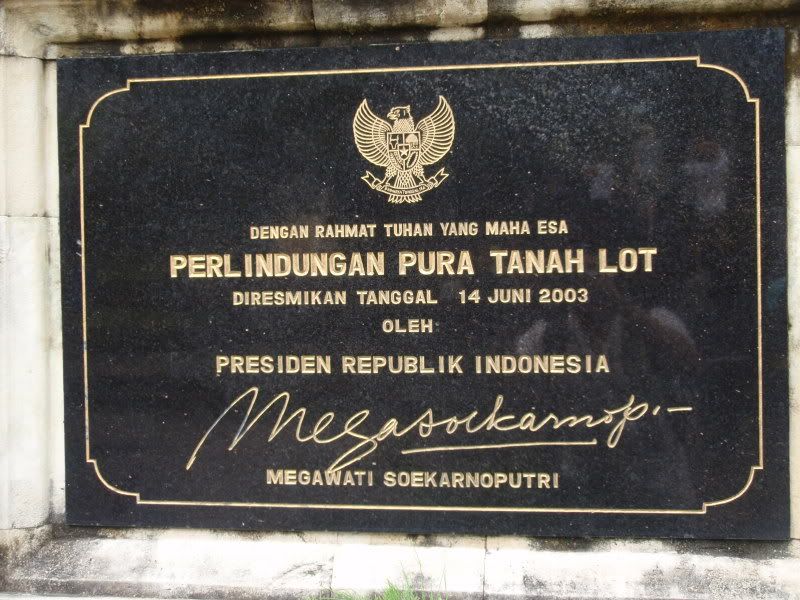 DENGAN RAHMAT TUHAN YANG MAHA ESA
PERLINDUNGAN PURA TANAH LOT
DIRESMIKAN TANGGAL 14 JUNI 2003
OLEH
PRESIDEN REPUBLIK INDONESIA
Megasoekarnop.
MEGAWATI SOEKARNOPUTRI